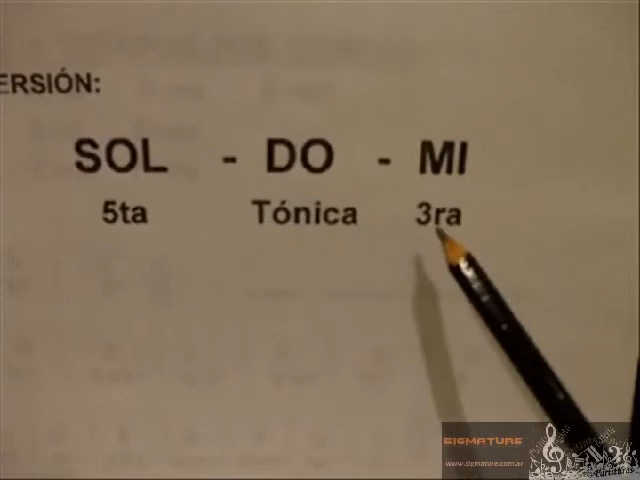 ERSIÓN:
SOL - DO - MI
5ta Tónica 3ra
SIGMATURE
www.sigmature.com.ar